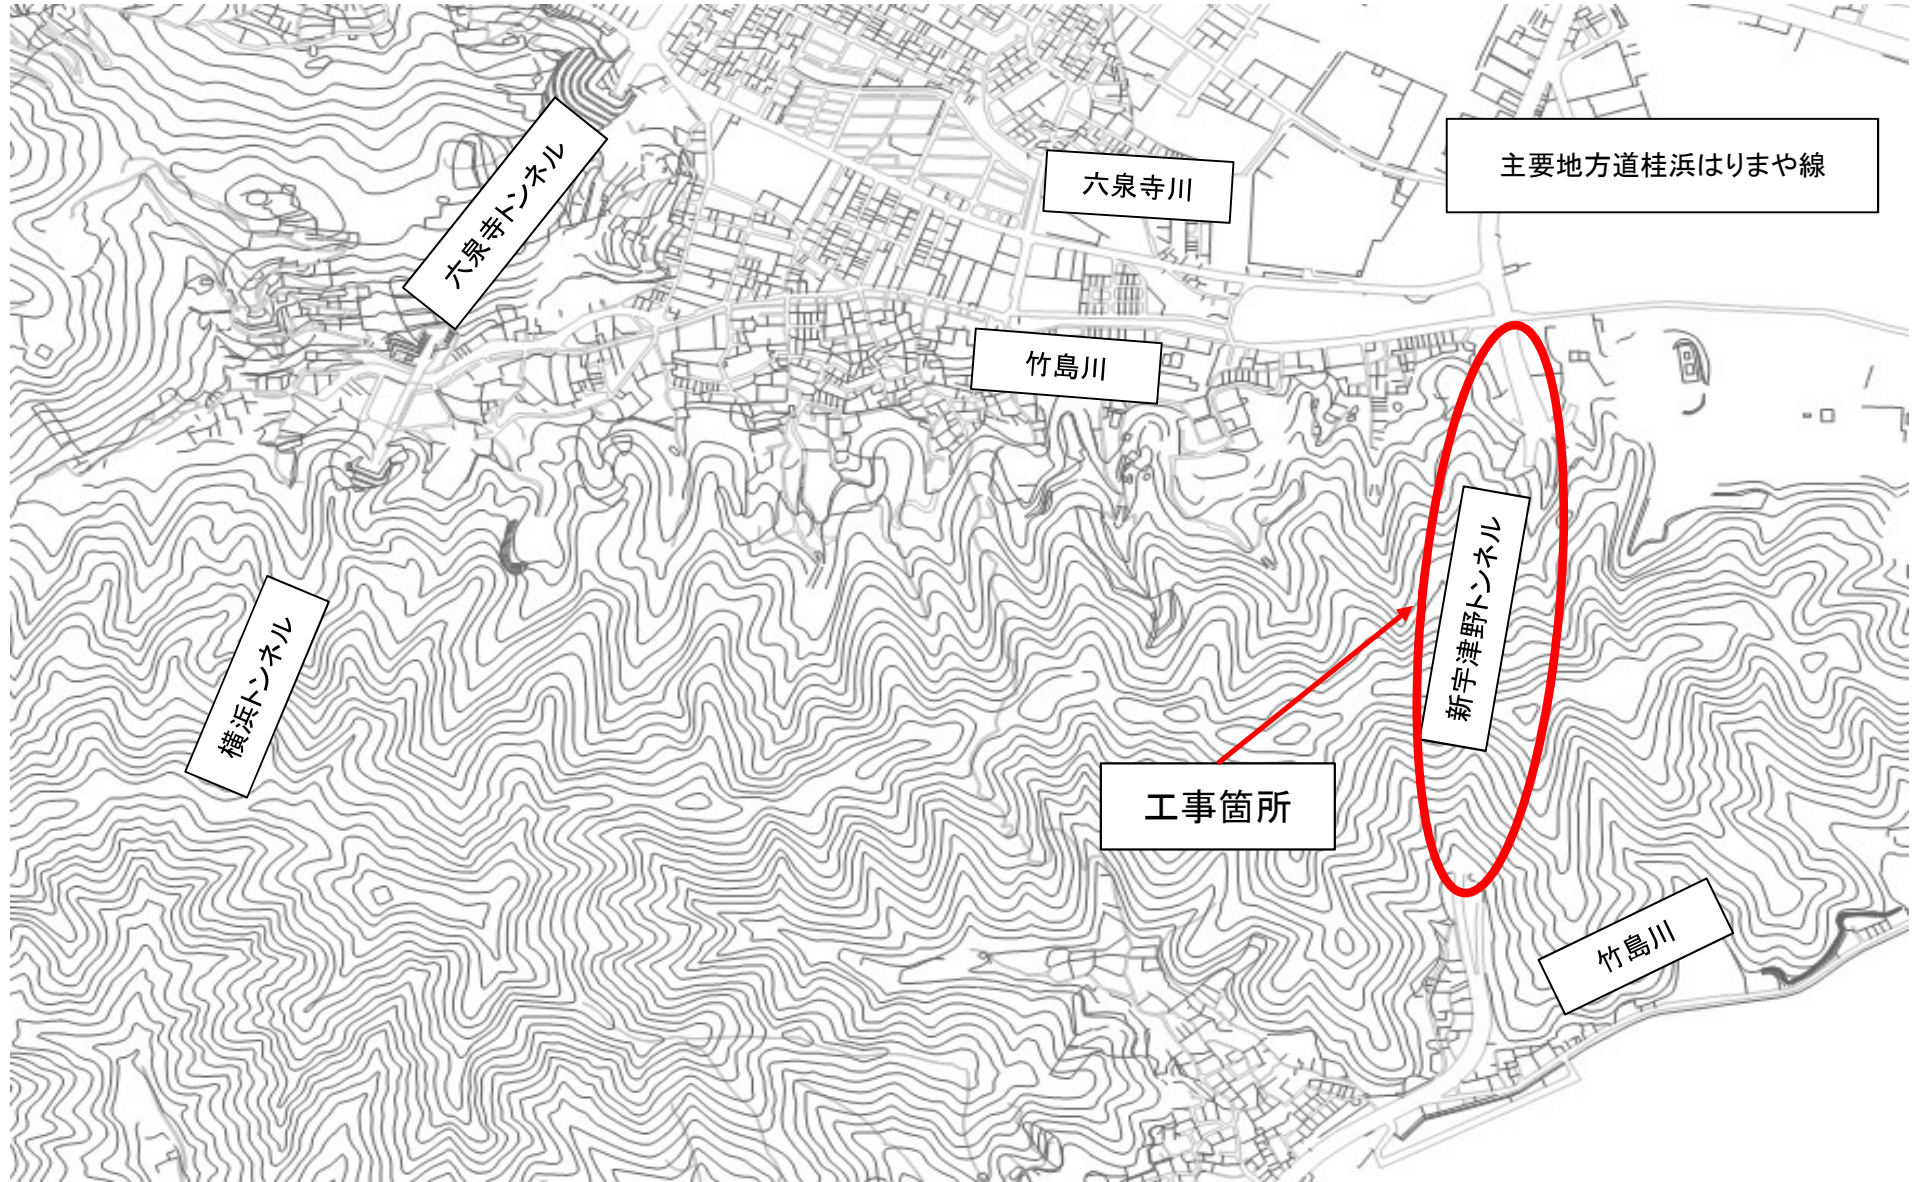 主要地方道桂浜はりまや線
六泉寺川
六泉寺トンネル
竹島川
新宇津野トンネル
横浜トンネル
工事箇所
竹島川